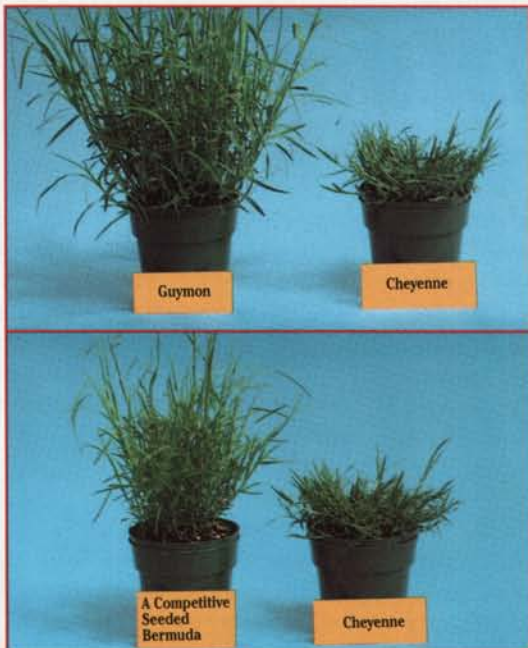 Guymon
Cheyenne
A Competitive
Seeded
Bermuda
Cheyenne